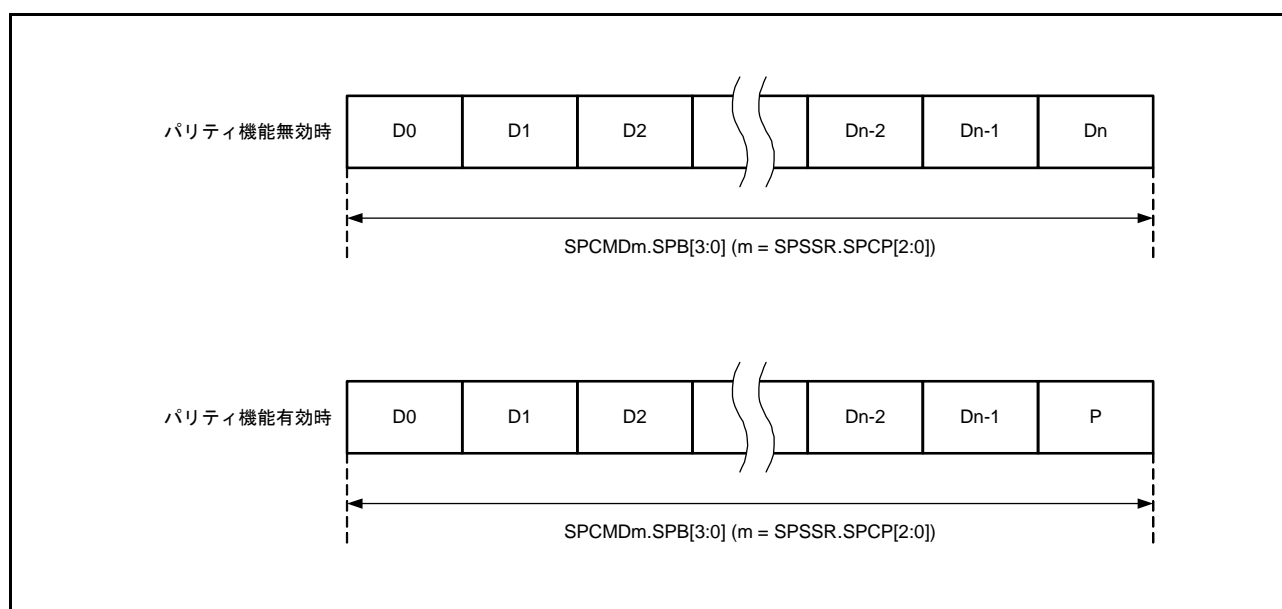 パリティ機能無効時 D0 D1 D2 Dn-2 Dn-1 Dn
SPCMDm.SPB[3:0] (m = SPSSR.SPCP[2:0])
パリティ機能有効時 D0 D1 D2 Dn-2 Dn-1 P
SPCMDm.SPB[3:0] (m = SPSSR.SPCP[2:0])